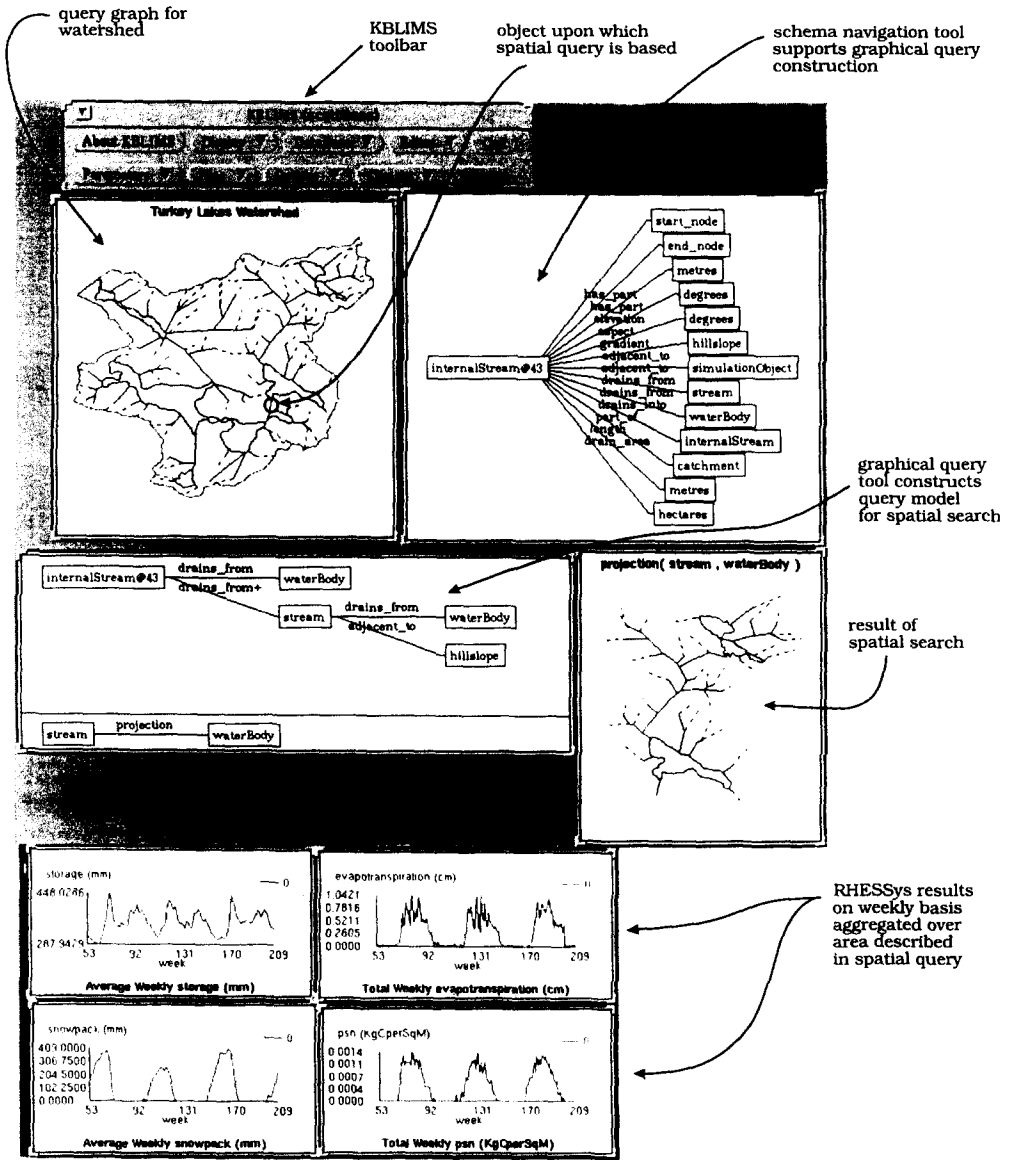 query graph for
watershed
KBLIMS
toolbar
object upon which
spatial query is based
schema navigation tool
supports graphical query
construction
About KBLIMS
Turkey Lakes Watershed
start_node
end_node
metres
degrees
degrees
hillslope
simulationObject
stream
waterBody
internalStream
catchment
metres
hectares
has_part
has_part
elevation
aspect
gradient
adjacent_to
adjacent_to
drains_from
drains_from
drains_into
part_of
length
drain_area
internalStream@43
graphical query
tool constructs
query model
for spatial search
internalStream@43
drains_from
waterBody
drains_from+
stream
drains_from
waterBody
adjacent_to
hillslope
stream
projection
waterBody
projection( stream , waterBody )
result of
spatial search
storage (mm)
0
448.0286
287.9429
53 92 131 170 209
week
Average Weekly storage (mm)
evapotranspiration (cm)
0
1.0421
0.7816
0.5211
0.2605
0.0000
53 92 131 170 209
week
Total Weekly evapotranspiration (cm)
snowpack (mm)
0
409.0000
306.7500
204.5000
102.2500
0.0000
53 92 131 170 209
week
Average Weekly snowpack (mm)
psn (KgCperSqM)
0
0.0014
0.0011
0.0007
0.0004
0.0000
53 92 131 170 209
week
Total Weekly psn (KgCperSqM)
RHESSys results
on weekly basis
aggregated over
area described
in spatial query